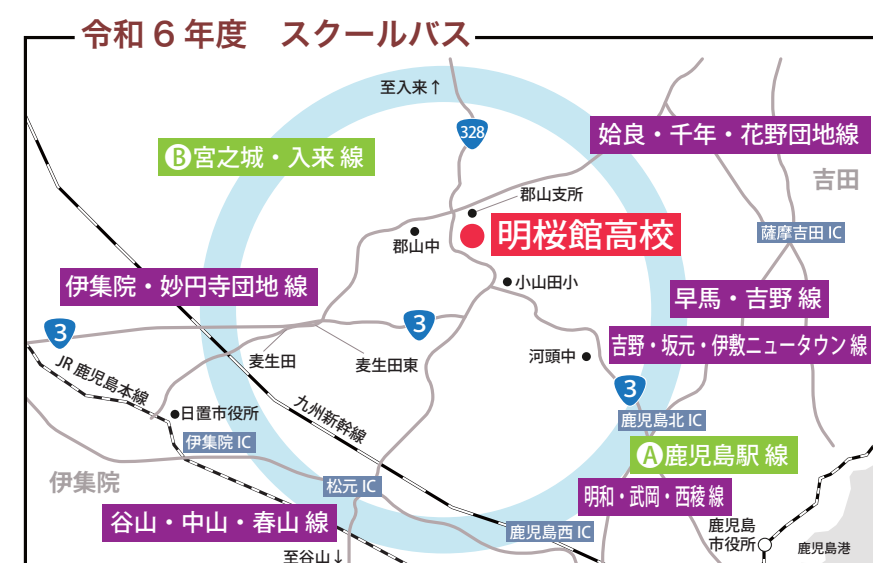 令和６年度　スクールバス
至入来↑
328
姶良・千年・花野団地線
Ⓑ宮之城・入来 線
吉田
郡山支所
明桜館高校
郡山中
薩摩吉田 IC
小山田小
伊集院・妙円寺団地 線
早馬・吉野 線
3
3
吉野・坂元・伊敷ニュータウン 線
麦生田
麦生田東
河頭中
JR 鹿児島本線
3
九州新幹線
日置市役所
鹿児島北 IC
伊集院 IC
Ⓐ鹿児島駅 線
伊集院
松元 IC
明和・武岡・西稜 線
谷山・中山・春山 線
鹿児島西 IC
鹿児島
市役所
鹿児島港
至谷山↓